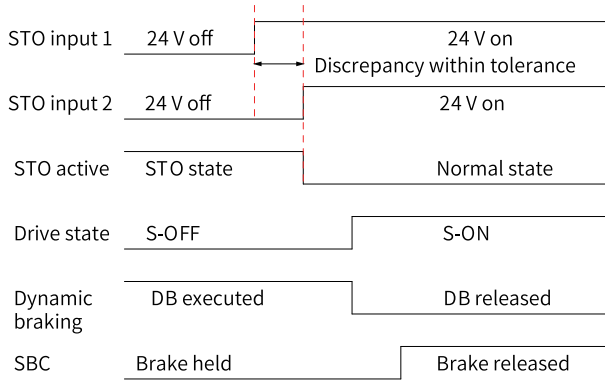 STO input 1 24 V off 24 V on
Discrepancy within tolerance
STO input 2 24 V off 24 V on
STO active STO state Normal state
Drive state S-OFF S-ON
Dynamic DB executed DB released
braking
SBC Brake held Brake released